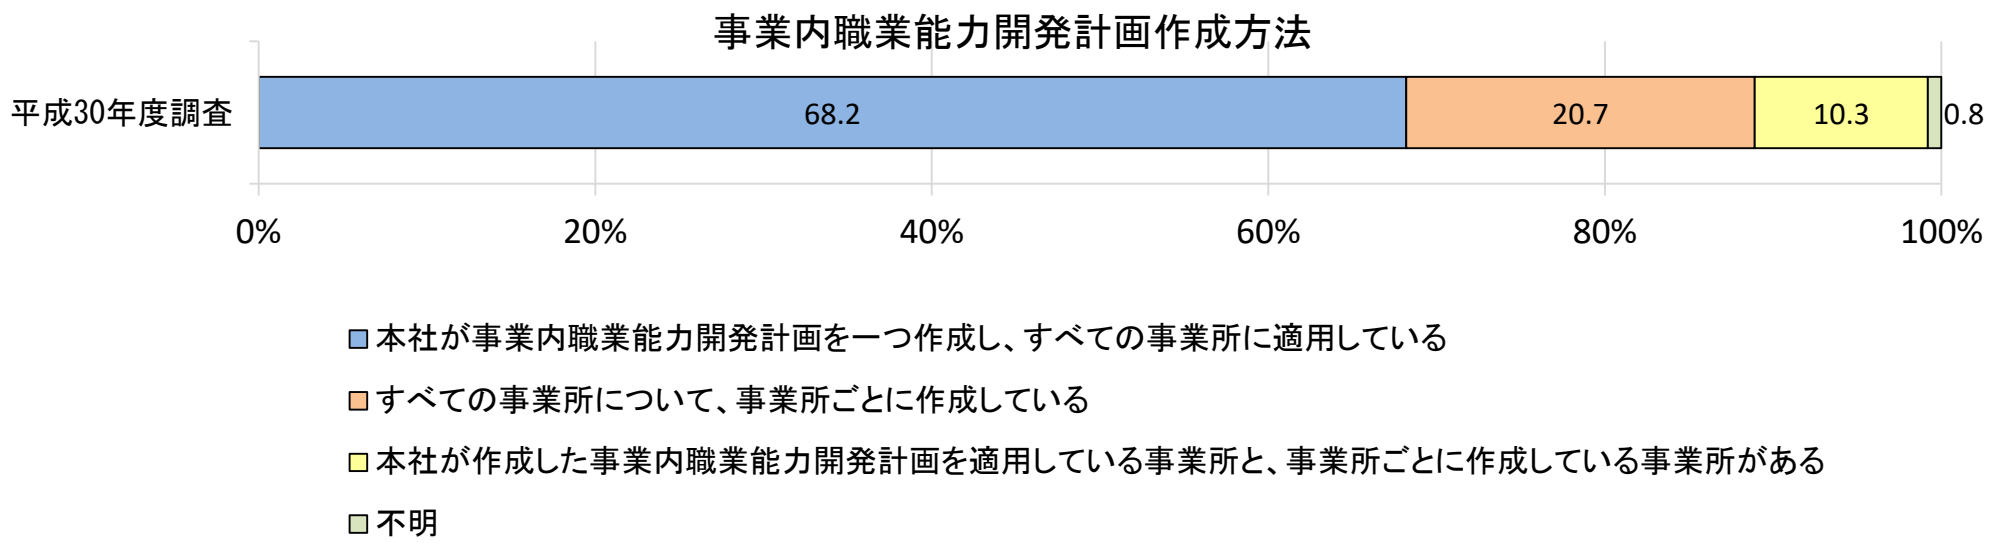 事業内職業能力開発計画作成方法
平成30年度調査
68.2 20.7 10.3 0.8
0% 20% 40% 60% 80% 100%
本社が事業内職業能力開発計画を一つ作成し、すべての事業所に適用している
すべての事業所について、事業所ごとに作成している
本社が作成した事業内職業能力開発計画を適用している事業所と、事業所ごとに作成している事業所がある
不明